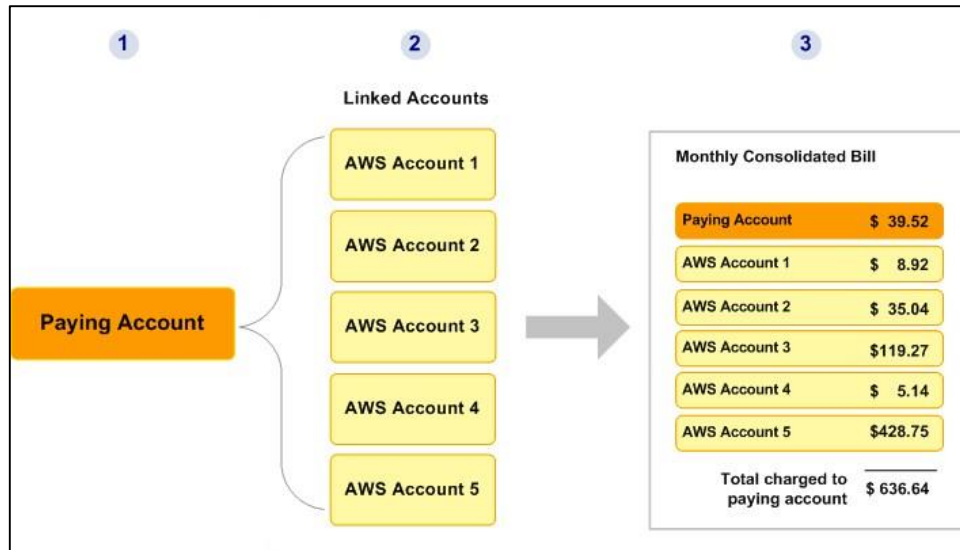 1
2
3
Linked Accounts
Paying Account
AWS Account 1
AWS Account 2
AWS Account 3
AWS Account 4
AWS Account 5
Monthly Consolidated Bill
Paying Account $ 39.52
AWS Account 1 $ 8.92
AWS Account 2 $ 35.04
AWS Account 3 $119.27
AWS Account 4 $ 5.14
AWS Account 5 $428.75
Total charged to
paying account $ 636.64